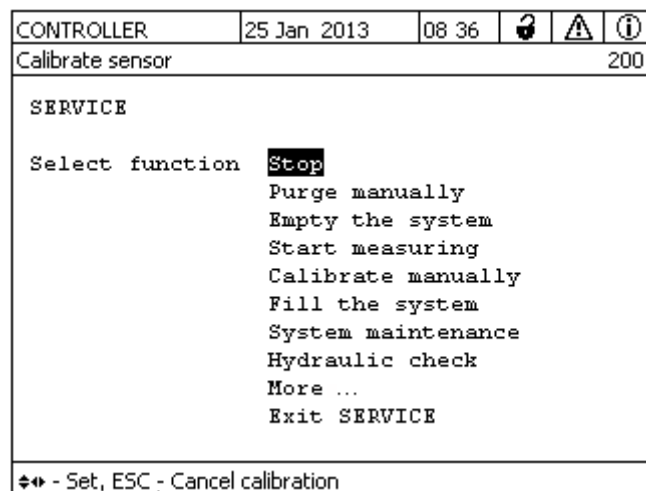 CONTROLLER 25 Jan 2013 08 36
Calibrate sensor 200
SERVICE
Select function Stop
Purge manually
Empty the system
Start measuring
Calibrate manually
Fill the system
System maintenance
Hydraulic check
More ...
Exit SERVICE
- Set, ESC - Cancel calibration